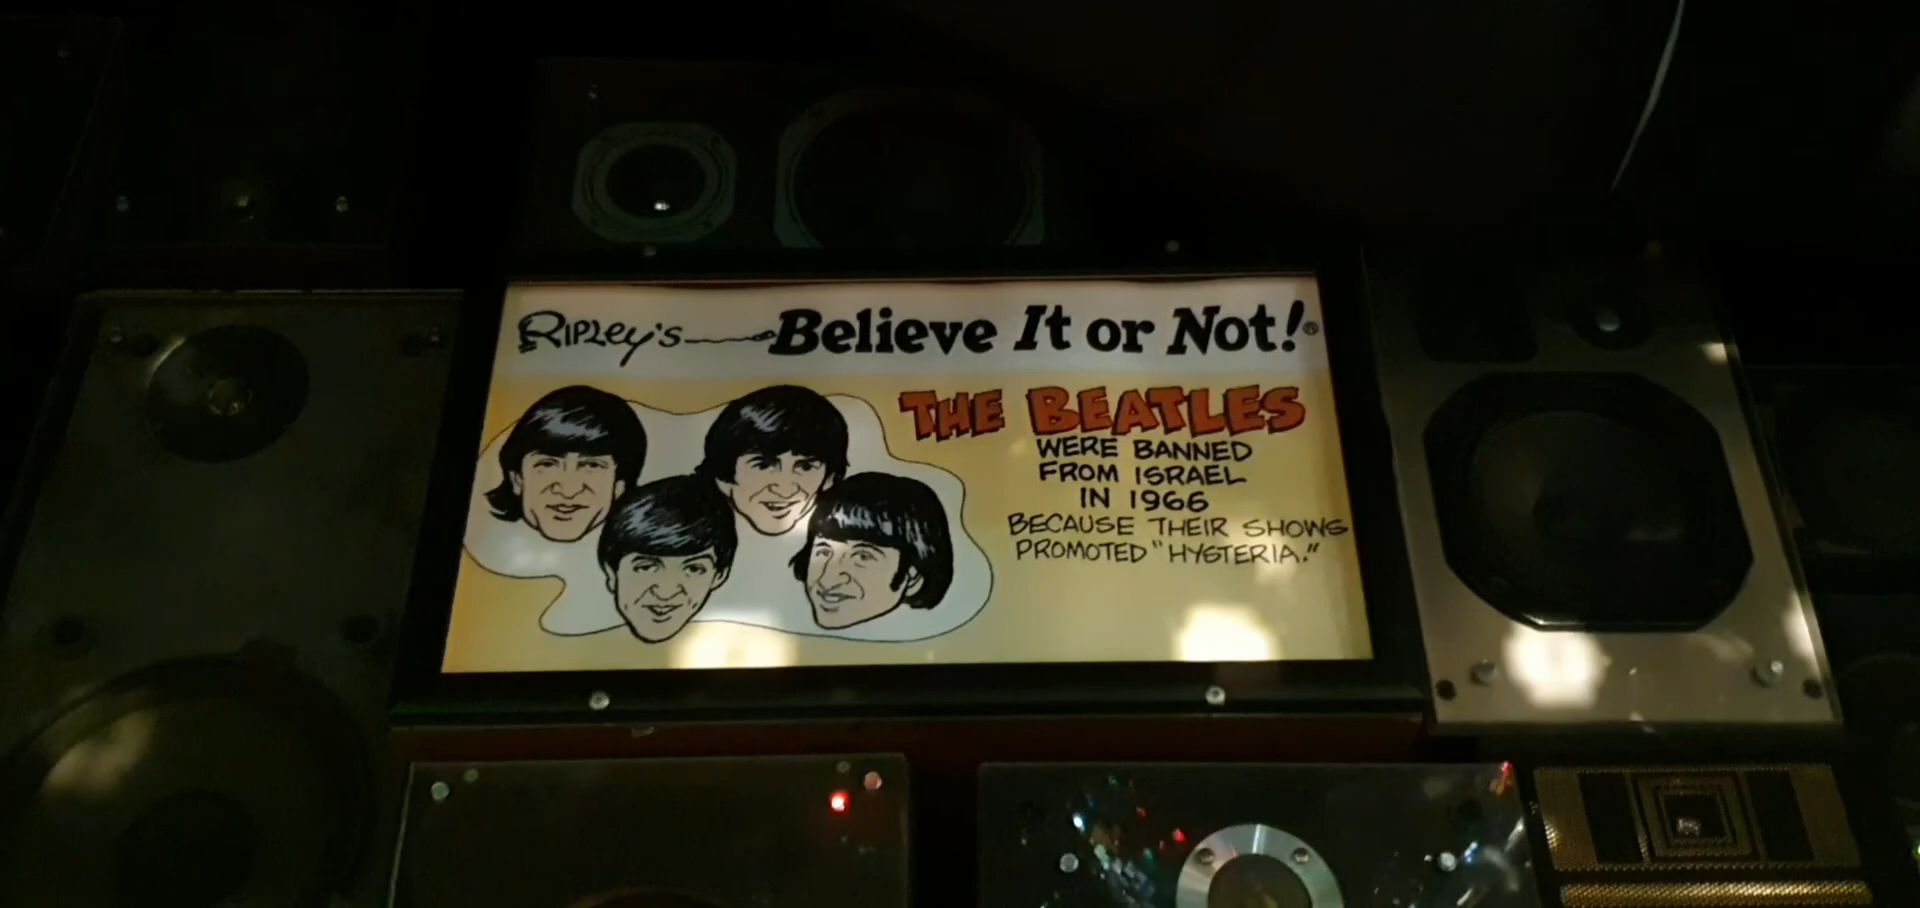 Ripley's Believe It or Not!®
THE BEATLES
WERE BANNED
FROM ISRAEL
IN 1966
BECAUSE THEIR SHOWS
PROMOTED "HYSTERIA."